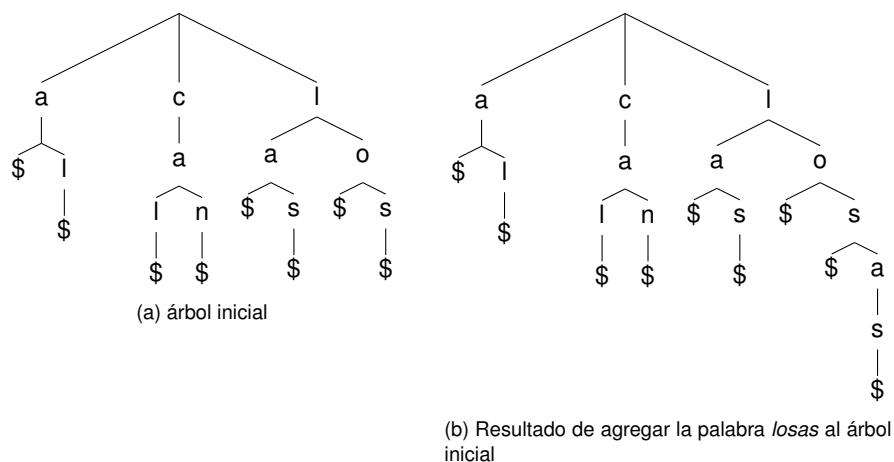 a c l a c l
a a o a a o
$ l $ l
l n $ s $ s l n $ s $ s
$ $
$ $ $ $ $ $ $ $ a
(a) árbol inicial
s
$
(b) Resultado de agregar la palabra losas al árbol
inicial